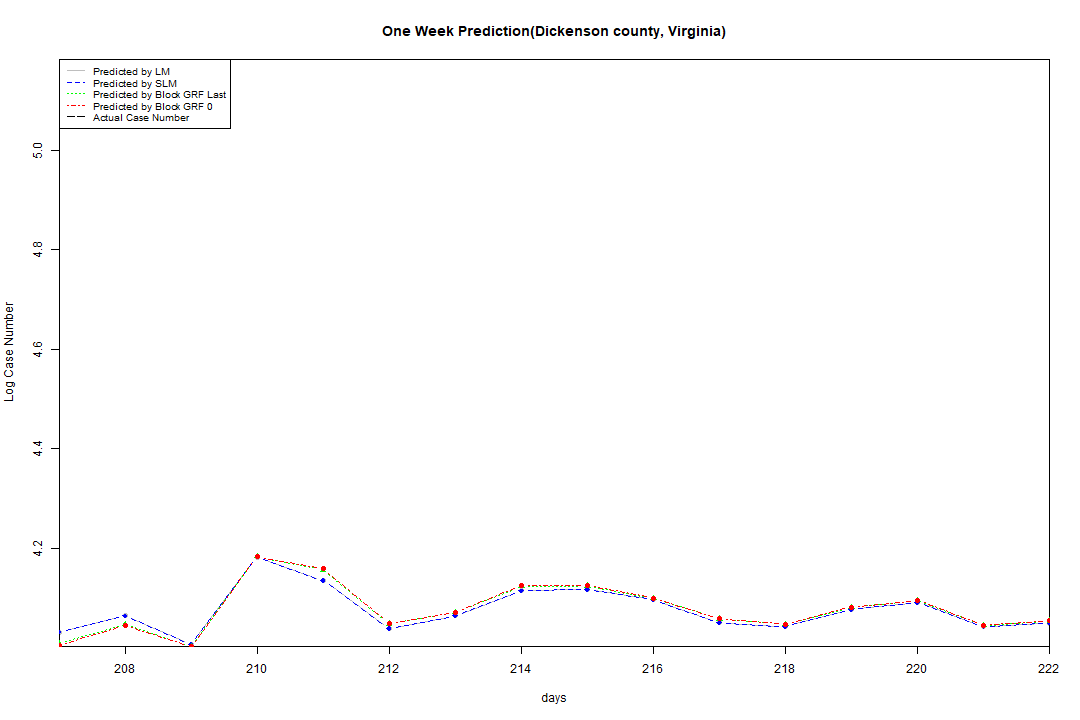 One Week Prediction(Dickenson county, Virginia)
Predicted by LM
Predicted by SLM
Predicted by Block GRF Last
Predicted by Block GRF 0
Actual Case Number
Log Case Number
5.0
4.8
4.6
4.4
4.2
208 210 212 214 216 218 220 222
days